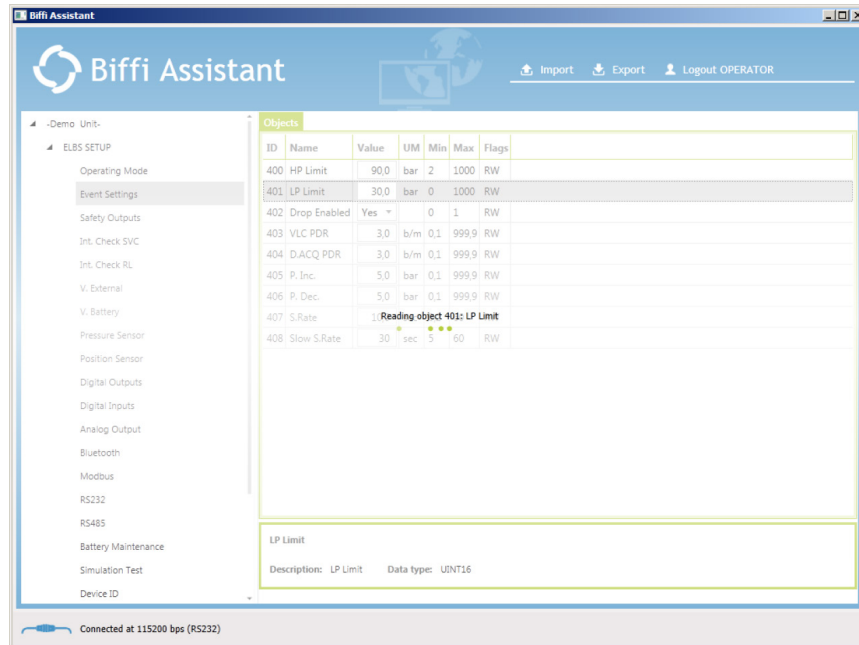 Biffi Assistant
Biffi Assistant
Import Export Logout OPERATOR
-Demo Unit-
ELBS SETUP
Operating Mode
Event Settings
Safety Outputs
Int. Check SVC
Int. Check RL
V. External
V. Battery
Pressure Sensor
Position Sensor
Digital Outputs
Digital Inputs
Analog Output
Bluetooth
Modbus
RS232
RS485
Battery Maintenance
Simulation Test
Device ID
Objects
ID Name Value UM Min Max Flags
400 HP Limit 90,0 bar 2 1000 RW
401 LP Limit 30,0 bar 0 1000 RW
402 Drop Enabled Yes 0 1 RW
403 VLC PDR 3,0 b/m 0,1 999,9 RW
404 D.ACQ PDR 3,0 b/m 0,1 999,9 RW
405 P. Inc. 5,0 bar 0,1 999,9 RW
406 P. Dec. 5,0 bar 0,1 999,9 RW
407 S.Rate
Reading object 401: LP Limit
408 Slow S.Rate 30 sec 5 60 RW
LP Limit
Description: LP Limit Data type: UINT16
Connected at 115200 bps (RS232)